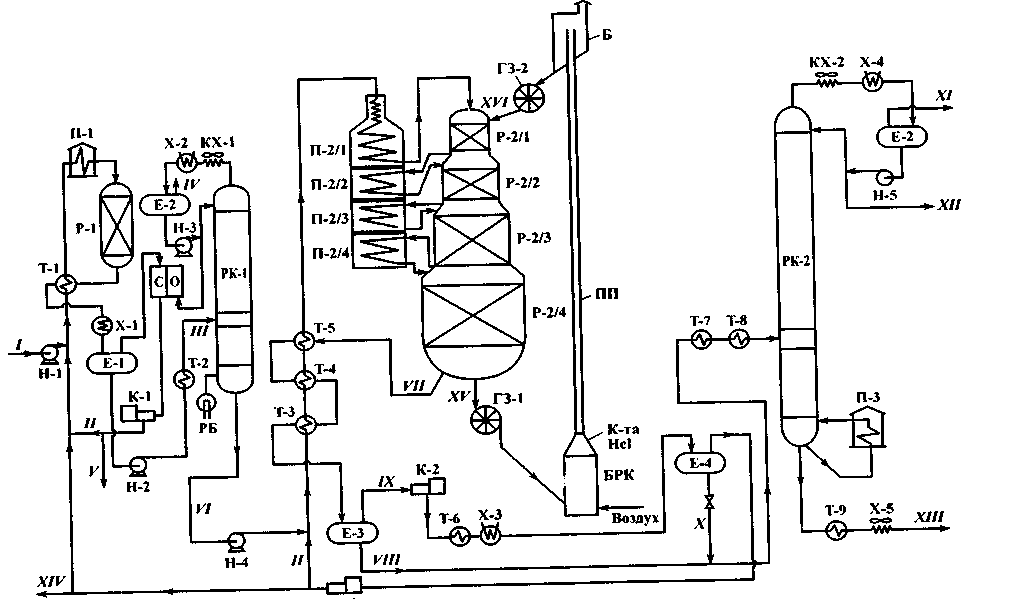 Б
КХ-2
Х-4
ГЗ-2
XVI
XI
П-1
Х-2
КХ-1
Е-2
Р-2/1
П-2/1
IV
Е-2
П-2/2
Р-2/2
Н-5
XII
Н-3
П-2/3
Р-1
Р-2/3
П-2/4
РК-2
Т-1
С О
РК-1
ПП
Р-2/4
Х-1
III
Т-5
Т-7
Т-8
I
Е-1
Н-1
Т-2
Т-4
VII
XV
П-3
К-1
Т-3
ГЗ-1
II
РБ
К-та
HCl
Е-4
V
Н-2
К-2
IX
БРК
VI
Воздух
Т-9
Х-5
XIII
Т-6
Х-3
X
Е-3
Н-4
II
VIII
XIV